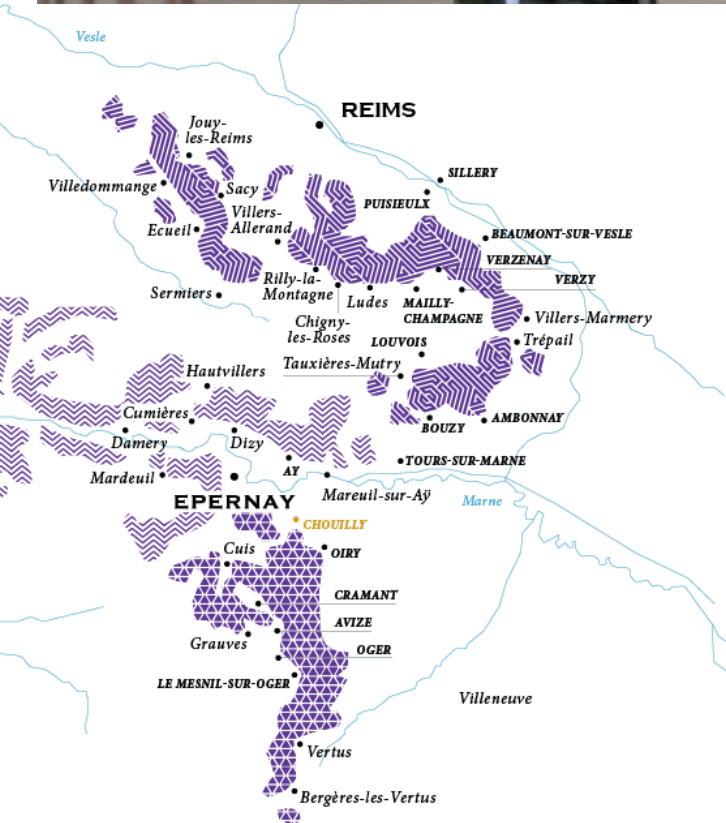 Vesle
REIMS
Jouy-
les-Reims
SILLERY
Villedommange
Sacy
PUISIEULX
Villers-
Allerand
Ecueil
BEAUMONT-SUR-VESLE
VERZENAY
VERZY
Rilly-la-
Montagne
Sermiers
Ludes
MAILLY-
CHAMPAGNE
Chigny-
les-Roses
Villers-Marmery
Trépail
LOUVOIS
Tauxières-Mutry
Hautvillers
Cumières
AMBONNAY
BOUZY
Damery
Dizy
AY
TOURS-SUR-MARNE
Mardeuil
Mareuil-sur-Aÿ
Marne
EPERNAY
CHOUILLY
Cuis
OIRY
CRAMANT
AVIZE
Grauves
OGER
LE MESNIL-SUR-OGER
Villeneuve
Vertus
Bergères-les-Vertus